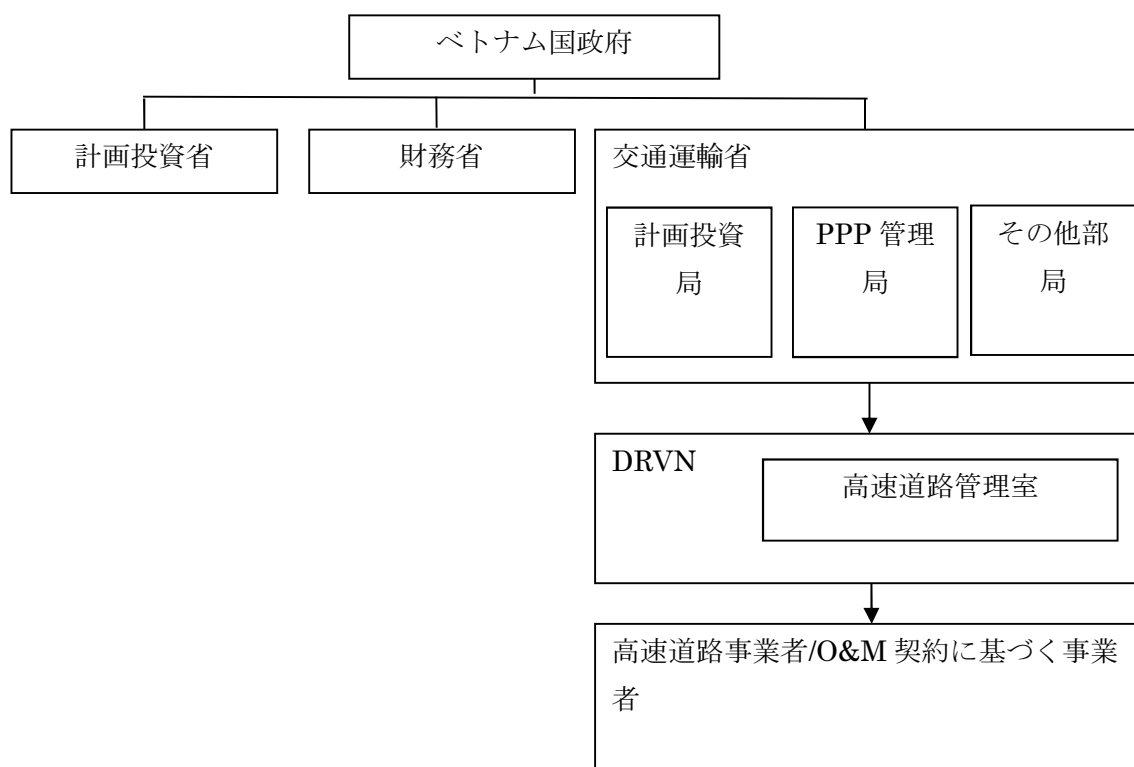 ベトナム国政府
計画投資省
財務省
交通運輸省
計画投資
局
PPP 管理
局
その他部
局
DRVN
高速道路管理室
高速道路事業者/O&M 契約に基づく事業
者